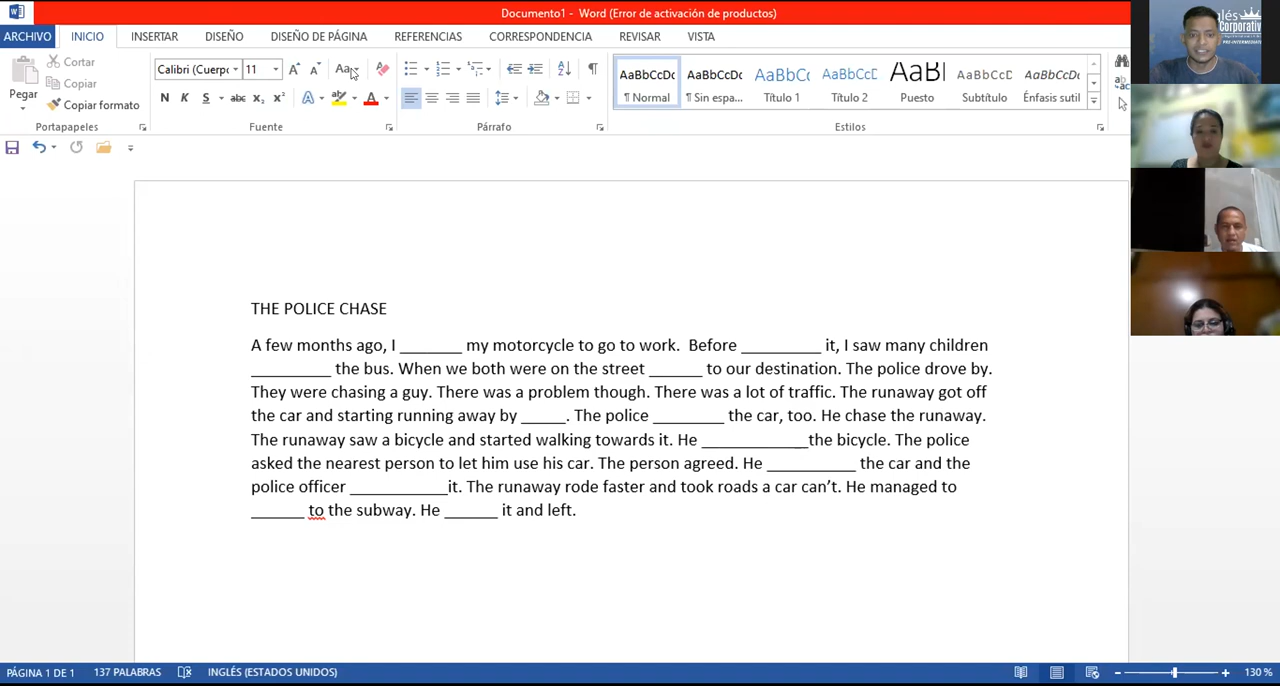 Documento1 - Word (Error de activación de productos)
ARCHIVO INICIO INSERTAR DISEÑO DISEÑO DE PÁGINA REFERENCIAS CORRESPONDENCIA REVISAR VISTA
Pegar
Cortar
Copiar
Copiar formato
Portapapeles
Calibri (Cuerp 11
Aa
N K S abc x₂ x²
Fuente
Párrafo
AaBbCcDc AaBbCcDc AaBbCc AaBbCcD AaBl AaBbCcD AaBbCcDc
¶ Normal ¶ Sin espa... Título 1 Título 2 Puesto Subtítulo Énfasis sutil
Estilos
THE POLICE CHASE
A few months ago, I _______ my motorcycle to go to work. Before _________ it, I saw many children
_________ the bus. When we both were on the street ______ to our destination. The police drove by.
They were chasing a guy. There was a problem though. There was a lot of traffic. The runaway got off
the car and starting running away by _____. The police ________ the car, too. He chase the runaway.
The runaway saw a bicycle and started walking towards it. He ____________the bicycle. The police
asked the nearest person to let him use his car. The person agreed. He __________ the car and the
police officer ___________it. The runaway rode faster and took roads a car can't. He managed to
______ to the subway. He ______ it and left.
PÁGINA 1 DE 1 137 PALABRAS INGLÉS (ESTADOS UNIDOS) 130 %
PRE-INTERMEDIATE